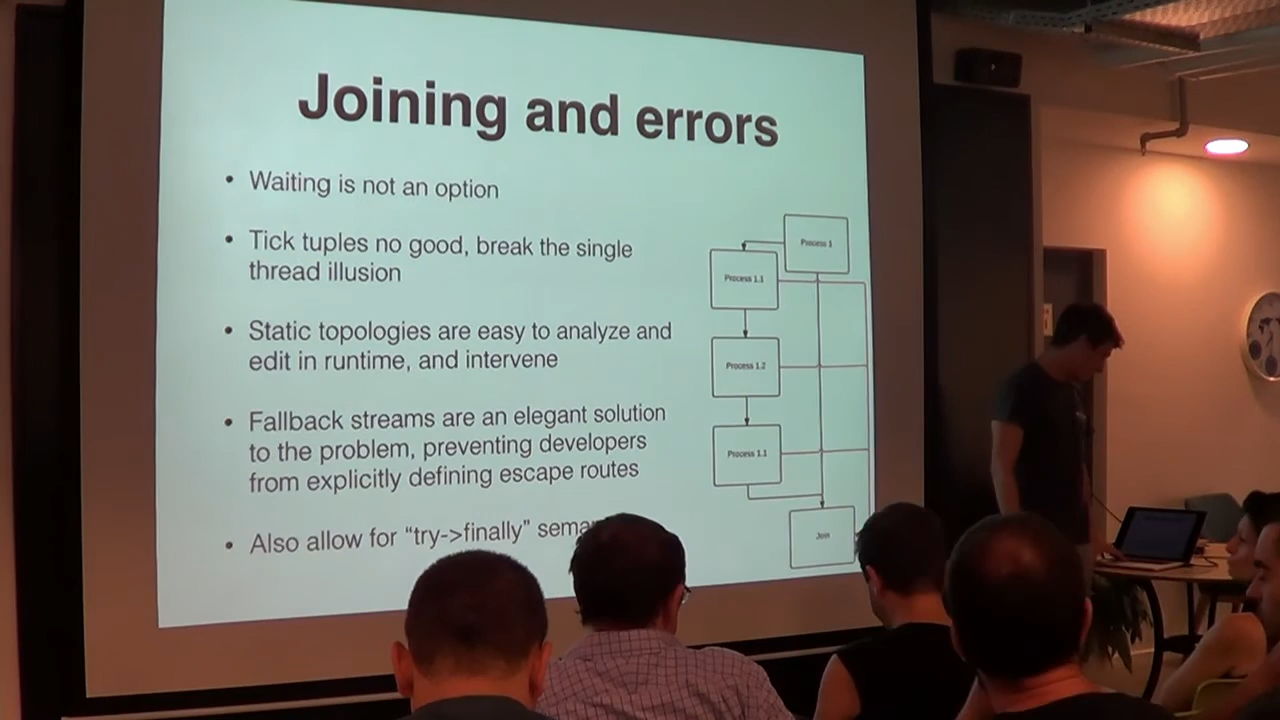 Joining and errors
• Waiting is not an option
• Tick tuples no good, break the single
thread illusion
• Static topologies are easy to analyze and
edit in runtime, and intervene
• Fallback streams are an elegant solution
to the problem, preventing developers
from explicitly defining escape routes
• Also allow for “try->finally”
Process 1
Process 1.1
Process 1.2
Process 1.1
Join